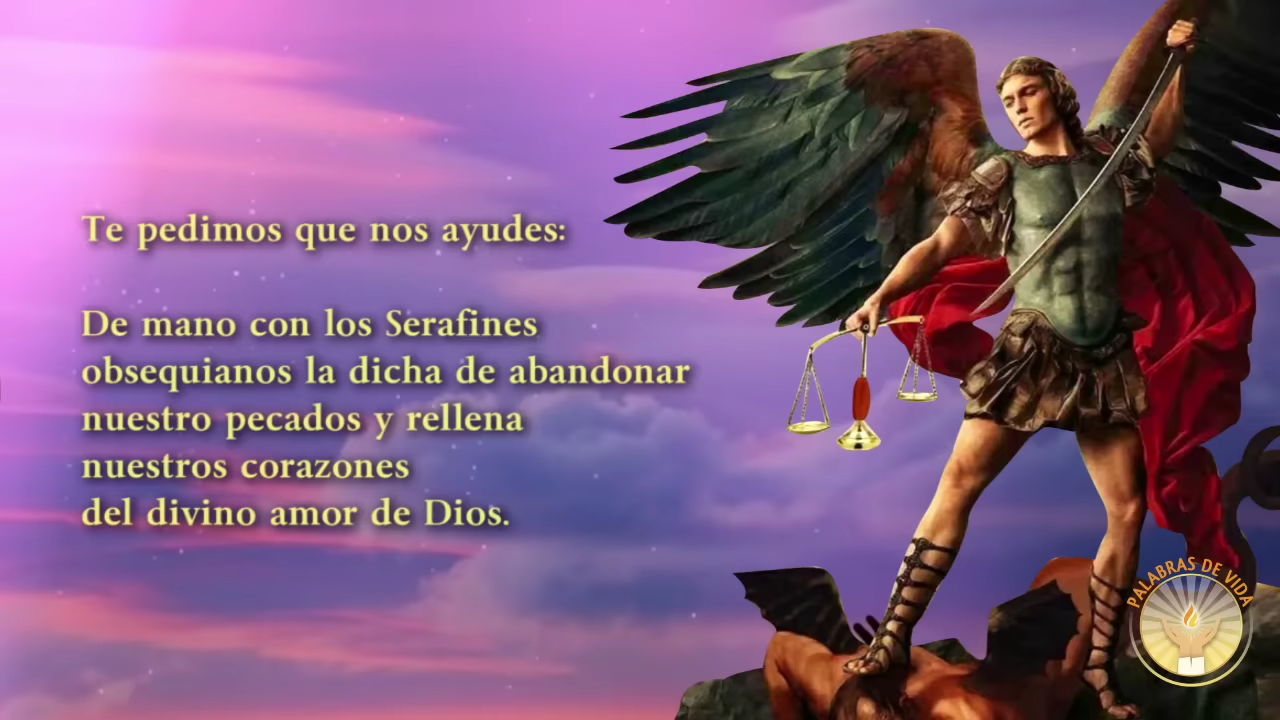 Te pedimos que nos ayudes:
De mano con los Serafines
obsequianos la dicha de abandonar
nuestro pecados y rellena
nuestros corazones
del divino amor de Dios.
PALABRAS DE VIDA